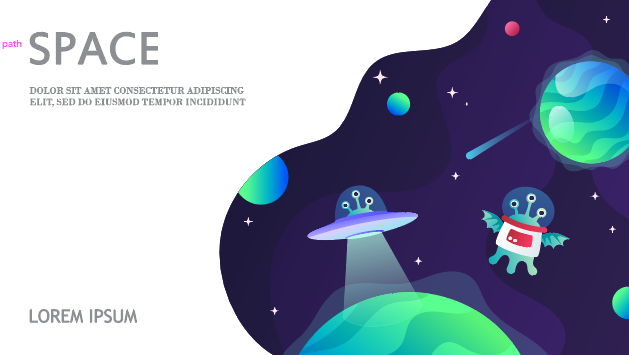 path
SPACE
DOLOR SIT AMET CONSECTETUR ADIPISCING
ELIT, SED DO EIUSMOD TEMPOR INCIDIDUNT
LOREM IPSUM